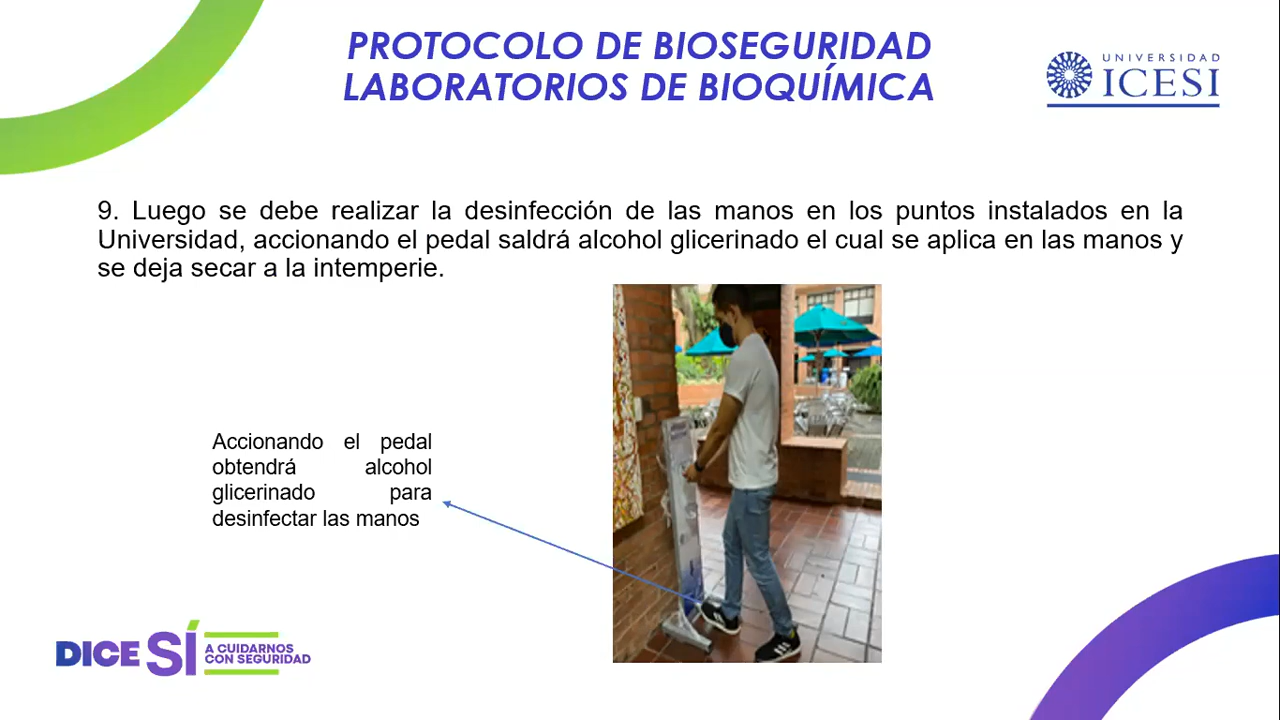 PROTOCOLO DE BIOSEGURIDAD
LABORATORIOS DE BIOQUÍMICA
UNIVERSIDAD
ICESI
9. Luego se debe realizar la desinfección de las manos en los puntos instalados en la
Universidad, accionando el pedal saldrá alcohol glicerinado el cual se aplica en las manos y
se deja secar a la intemperie.
Accionando el pedal
obtendrá alcohol
glicerinado para
desinfectar las manos
DICE SÍ A CUIDARNOS
CON SEGURIDAD